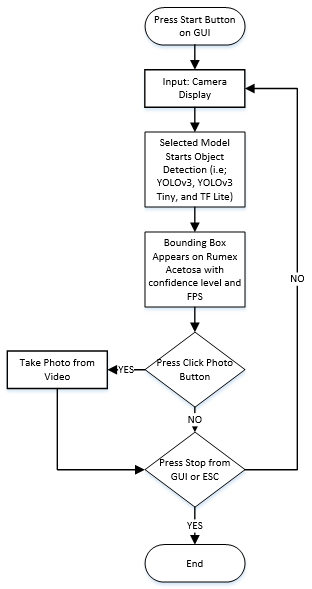 Press Start Button
on GUI
Input: Camera
Display
Selected Model
Starts Object
Detection (i.e;
YOLOv3, YOLOv3
Tiny, and TF Lite)
Bounding Box
Appears on Rumex
Acetosa with
confidence level and
FPS
NO
Take Photo from
Video
YES
Press Click Photo
Button
NO
Press Stop from
GUI or ESC
YES
End